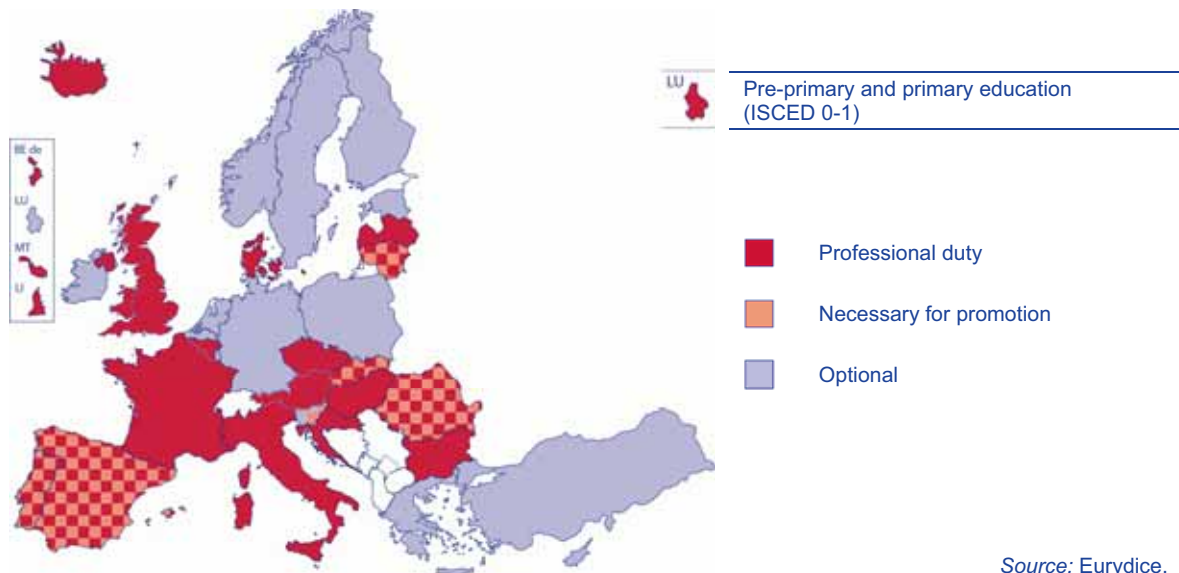 BE de
LU
MT
LI
LU
Pre-primary and primary education
(ISCED 0-1)
Professional duty
Necessary for promotion
Optional
Source: Eurydice.